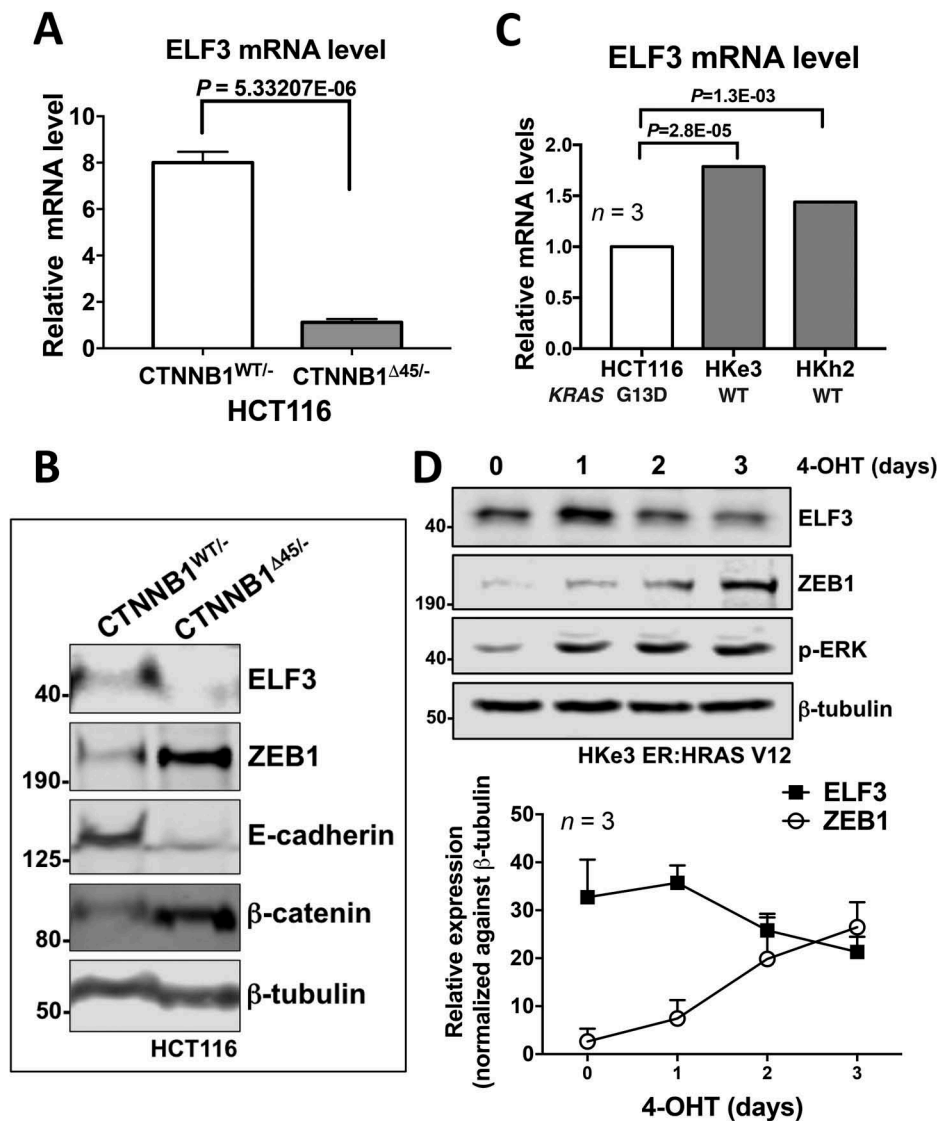 A
ELF3 mRNA level
P = 5.33207E-06
Relative mRNA level
10
8
6
4
2
0
CTNNB1WT/-
CTNNB1Δ45/-
HCT116
C
ELF3 mRNA level
P=1.3E-03
P=2.8E-05
Relative mRNA levels
2.0
1.5
1.0
0.5
0.0
n = 3
HCT116 HKe3 HKh2
KRAS G13D WT WT
B
CTNNB1WT/-
CTNNB1Δ45/-
40
ELF3
190
ZEB1
125
E-cadherin
80
β-catenin
50
β-tubulin
HCT116
D
0 1 2 3 4-OHT (days)
40
ELF3
190
ZEB1
40
p-ERK
50
β-tubulin
HKe3 ER:HRAS V12
ELF3
ZEB1
n = 3
Relative expression
(normalized against β-tubulin
50
40
30
20
10
0
0 1 2 3
4-OHT (days)